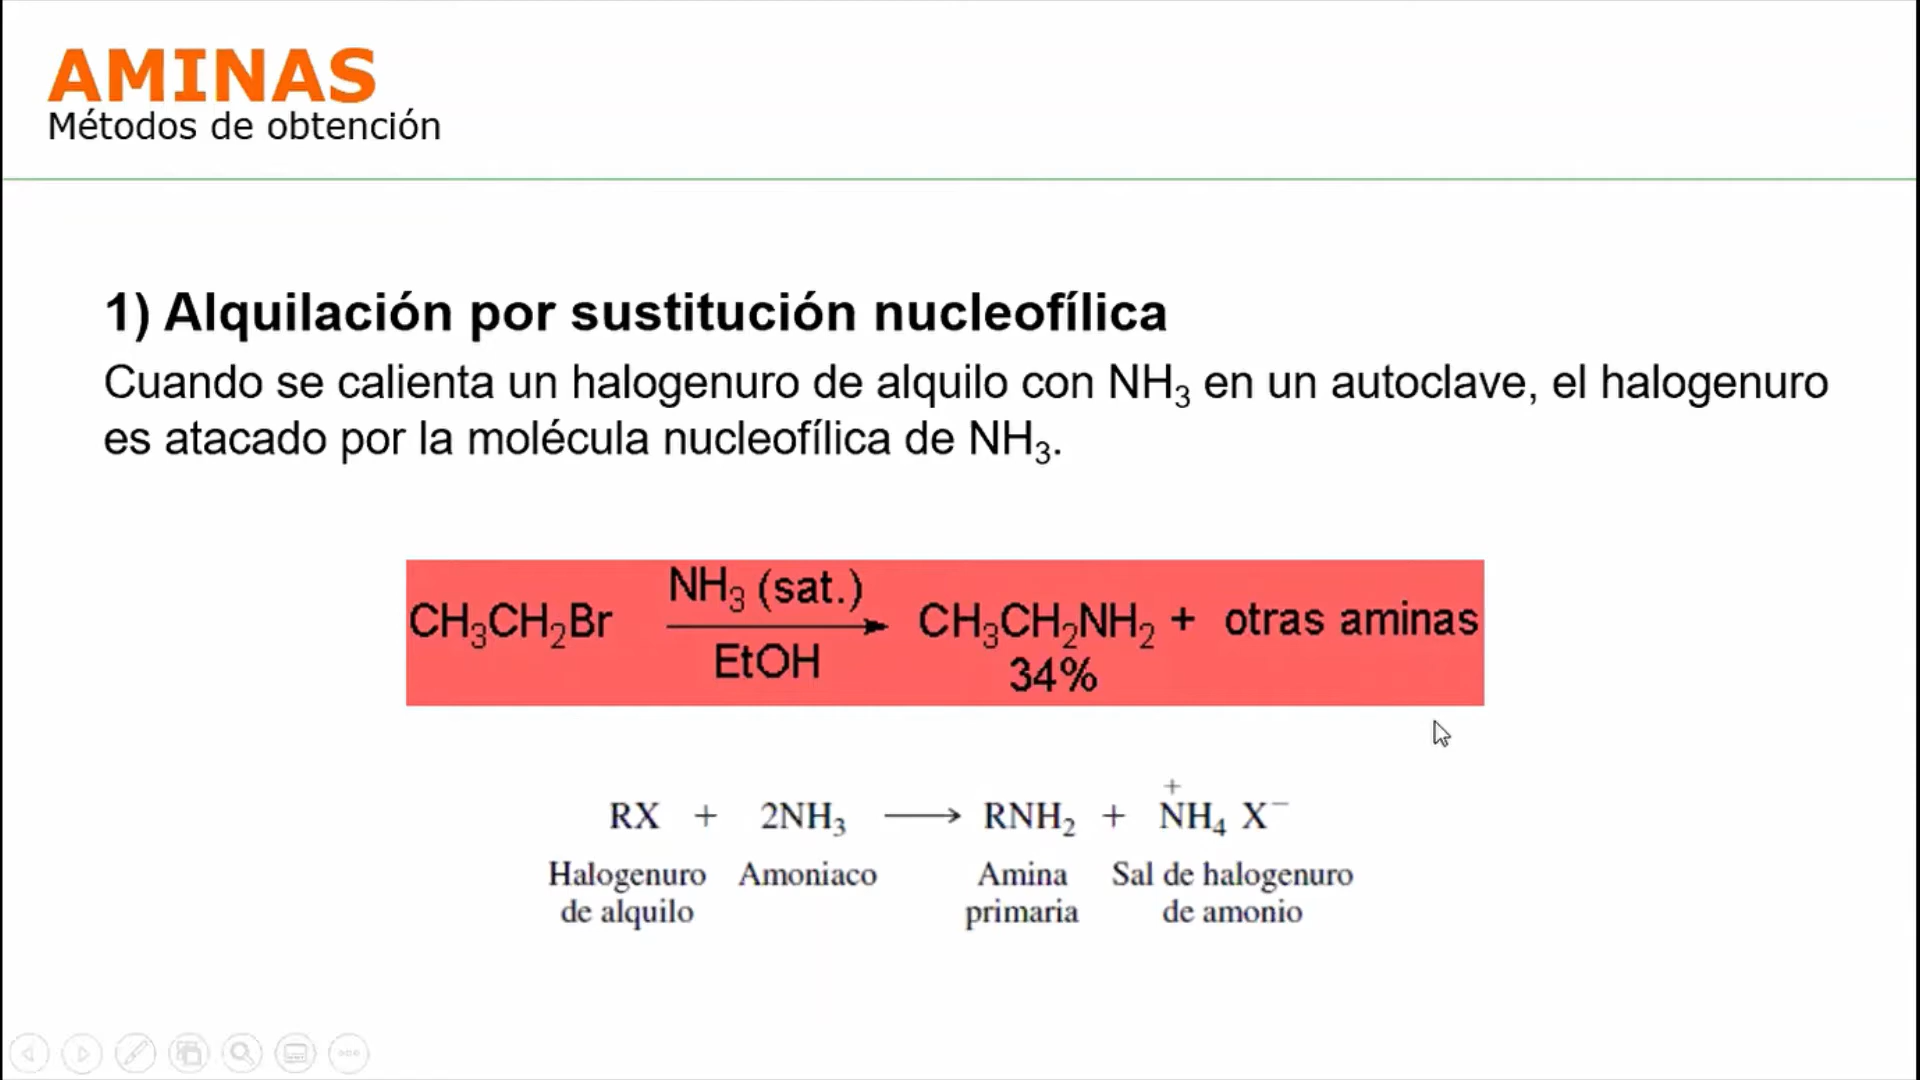 AMINAS
Métodos de obtención
1) Alquilación por sustitución nucleofílica
Cuando se calienta un halogenuro de alquilo con NH₃ en un autoclave, el halogenuro
es atacado por la molécula nucleofílica de NH₃.
NH₃ (sat.)
CH₃CH₂Br CH₃CH₂NH₂ + otras aminas
EtOH
34%
+
RX + 2NH₃ ⟶ RNH₂ + NH₄ X⁻
Halogenuro Amoniaco Amina Sal de halogenuro
de alquilo primaria de amonio